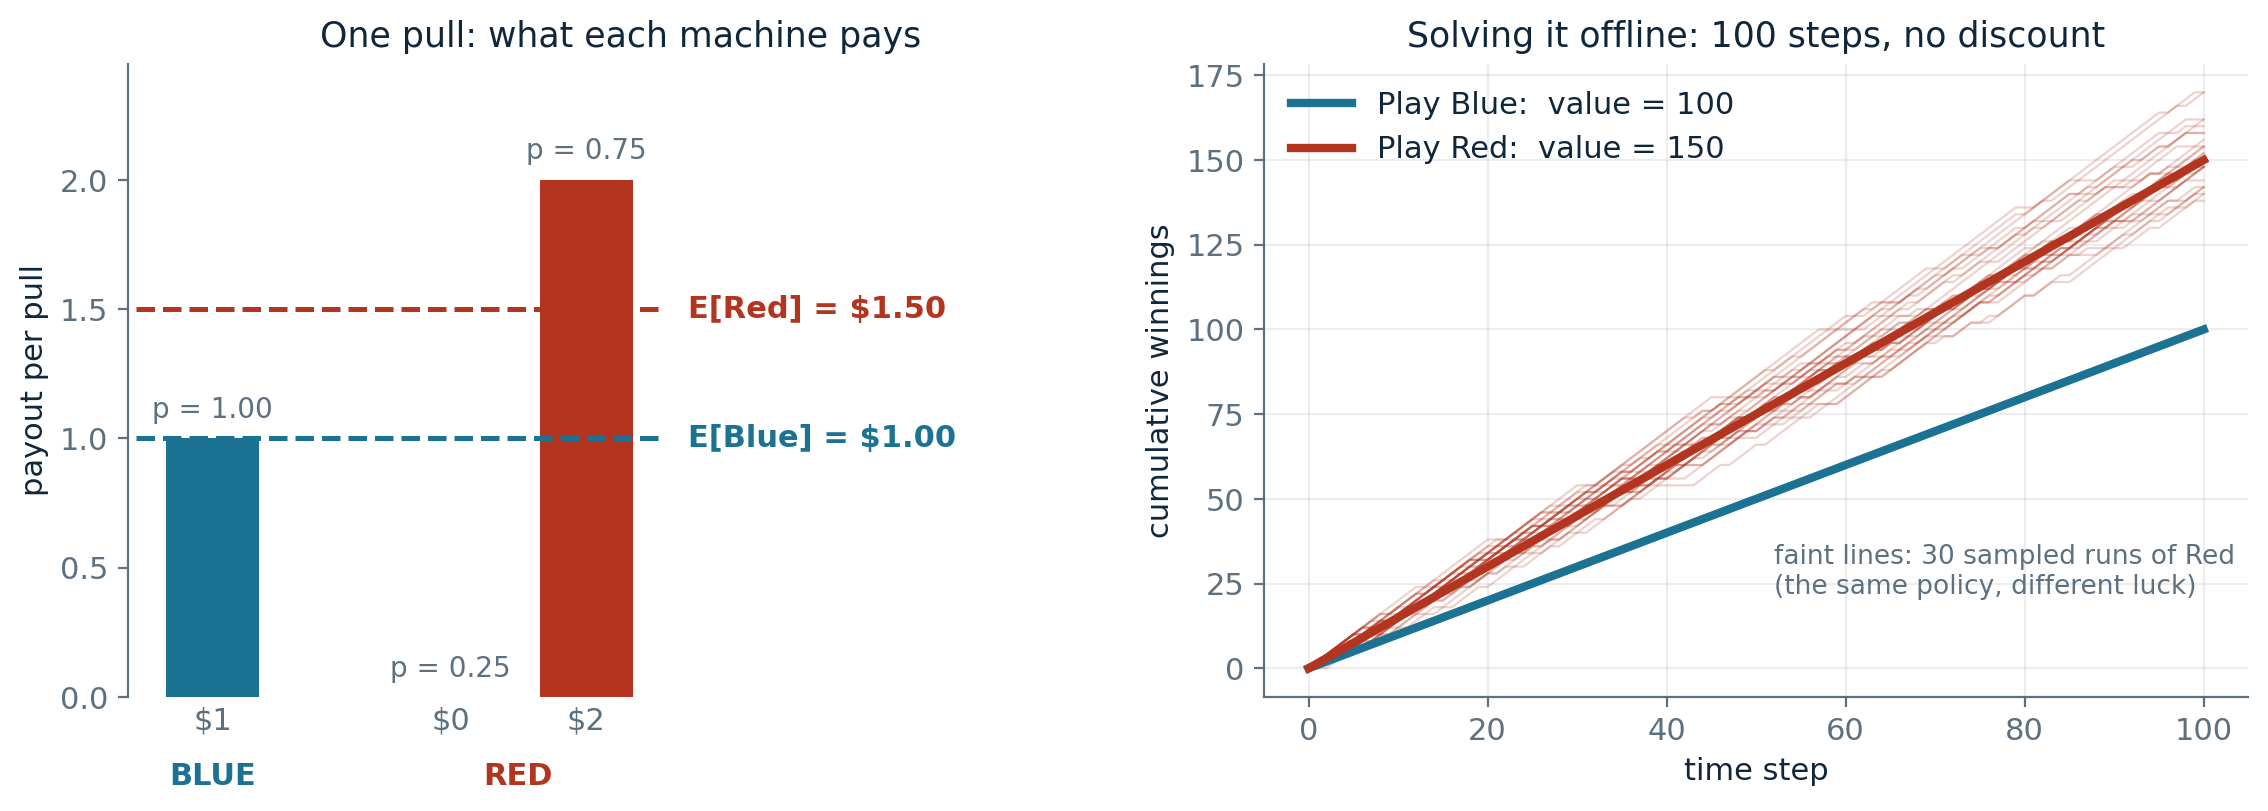 One pull: what each machine pays
payout per pull
2.0
1.5
1.0
0.5
0.0
p = 1.00
p = 0.25
p = 0.75
E[Red] = $1.50
E[Blue] = $1.00
$1
$0
$2
BLUE
RED
Solving it offline: 100 steps, no discount
cumulative winnings
175
150
125
100
75
50
25
0
Play Blue:  value = 100
Play Red:  value = 150
faint lines: 30 sampled runs of Red
(the same policy, different luck)
0
20
40
60
80
100
time step